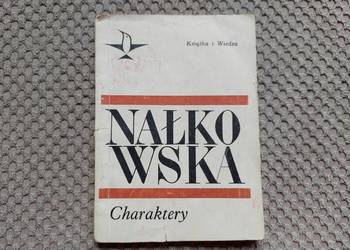 Książka i Wiedza
NAŁKO
WSKA
Charaktery